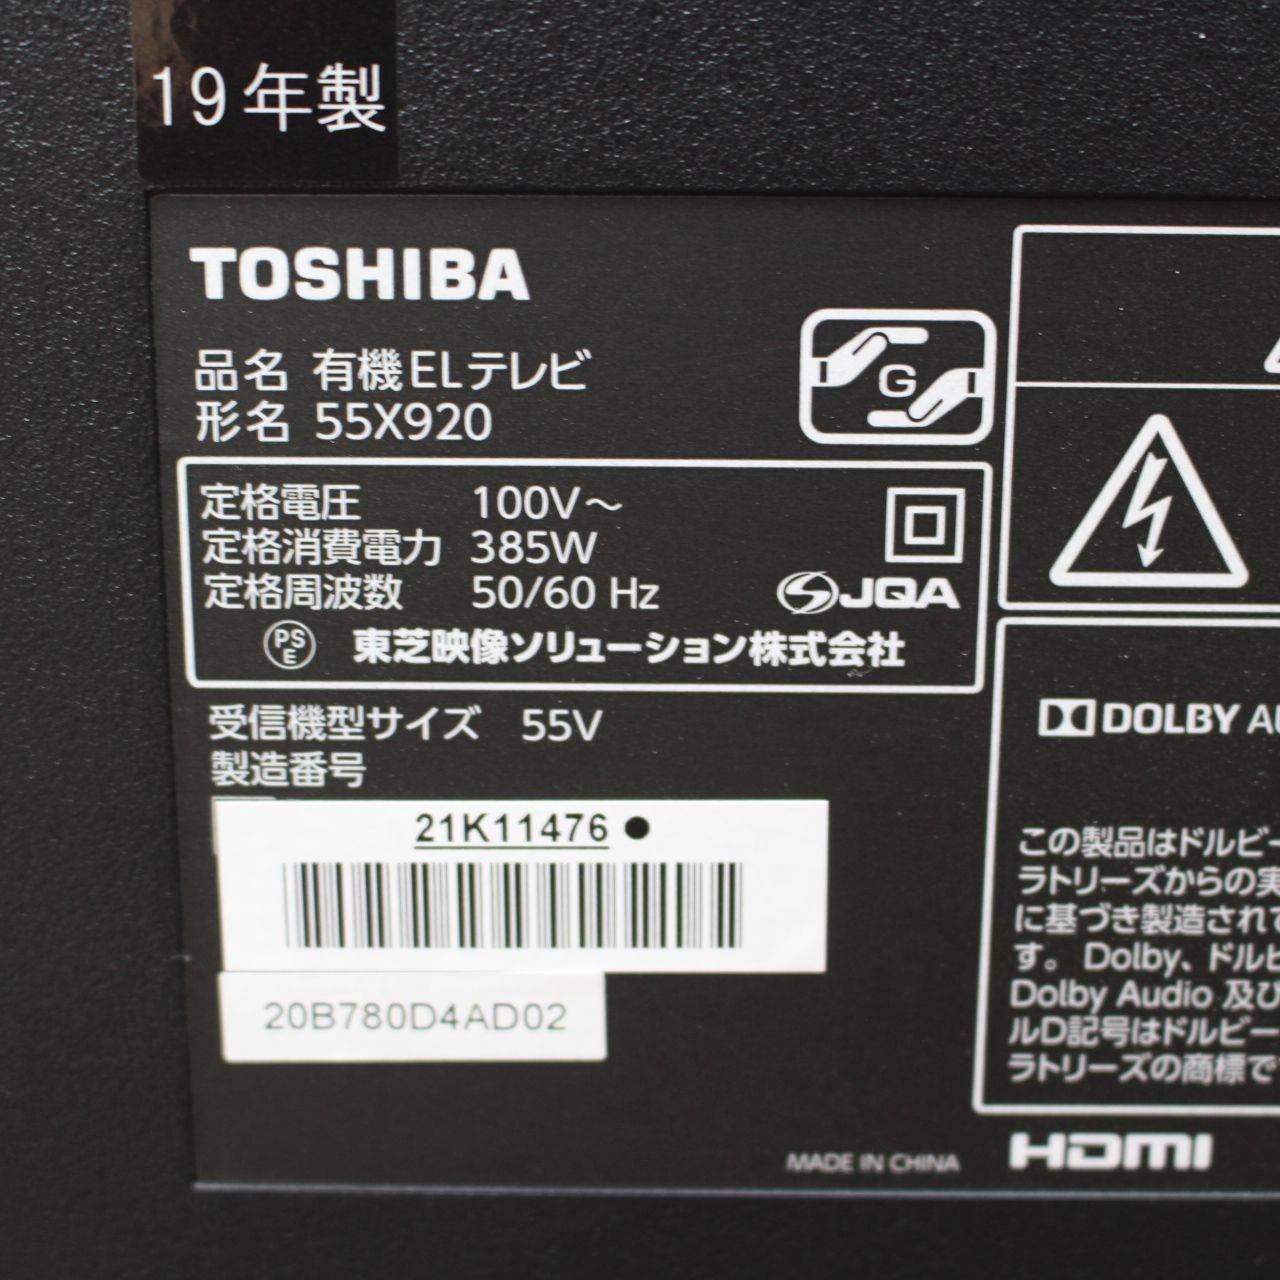 19年製
TOSHIBA
品名 有機ELテレビ
形名 55X920
G
定格電圧 100V～
定格消費電力 385W
定格周波数 50/60 Hz
JQA
PS
E
東芝映像ソリューション株式会社
受信機型サイズ 55V
製造番号
21K11476●
20B780D4AD02
MADE IN CHINA
DOLBY AU
この製品はドルビー
ラトリーズからの実
に基づき製造されて
す。Dolby、ドルビ
Dolby Audio 及び
ルD記号はドルビー
ラトリーズの商標で
HDMI